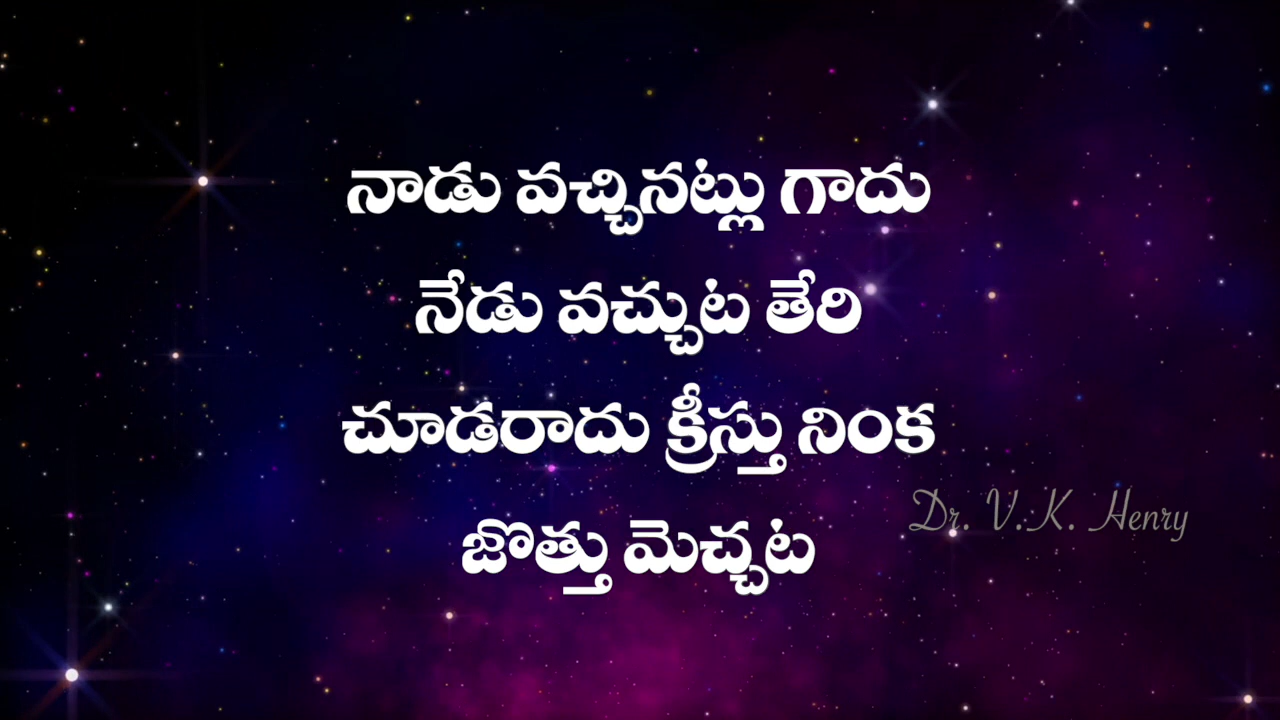 నాడు వచ్చినట్లు గాదు
నేడు వచ్చుట తేరి
చూడరాదు క్రీస్తు నింక
జొత్తు మెచ్చట
Dr. V. K. Henry